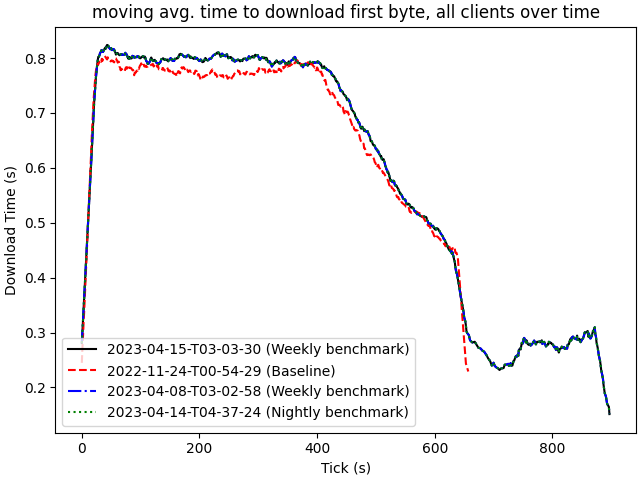 moving avg. time to download first byte, all clients over time
Download Time (s)
0.8
0.7
0.6
0.5
0.4
0.3
0.2
2023-04-15-T03-03-30 (Weekly benchmark)
2022-11-24-T00-54-29 (Baseline)
2023-04-08-T03-02-58 (Weekly benchmark)
2023-04-14-T04-37-24 (Nightly benchmark)
0 200 400 600 800
Tick (s)